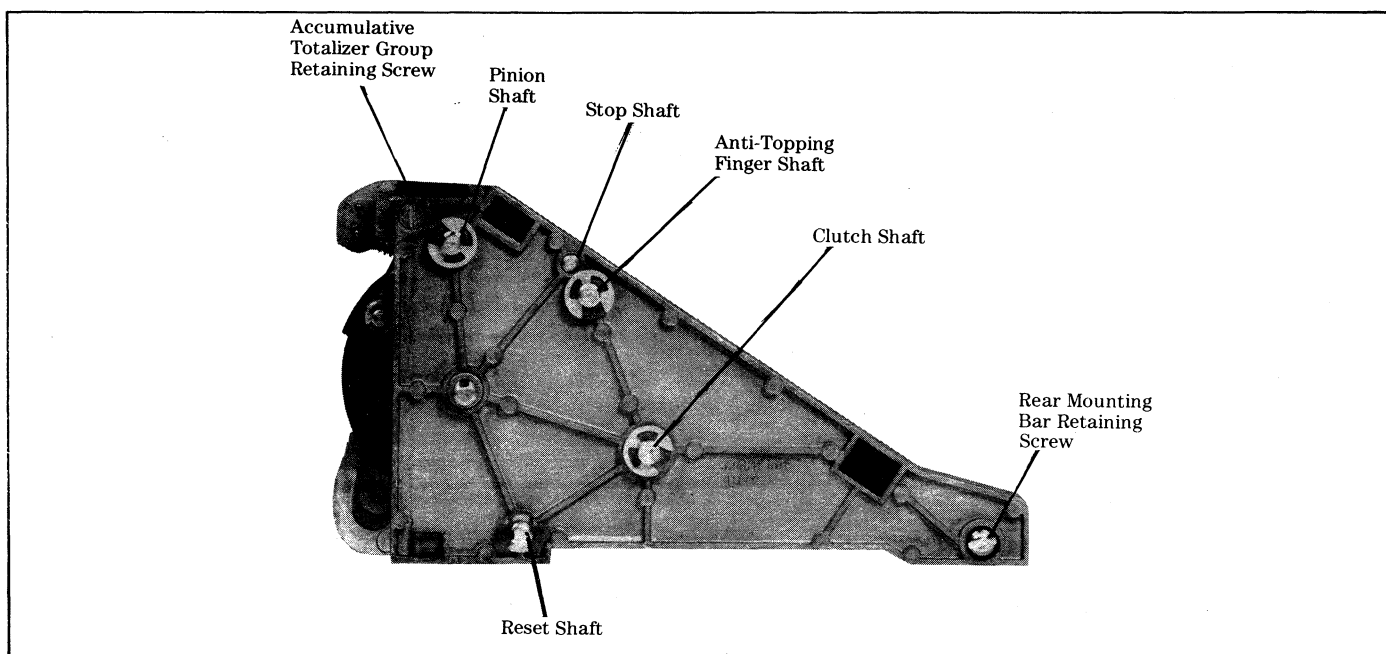 Accumulative
Totalizer Group
Retaining Screw
Pinion
Shaft
Stop Shaft
Anti-Topping
Finger Shaft
Clutch Shaft
Rear Mounting
Bar Retaining
Screw
Reset Shaft